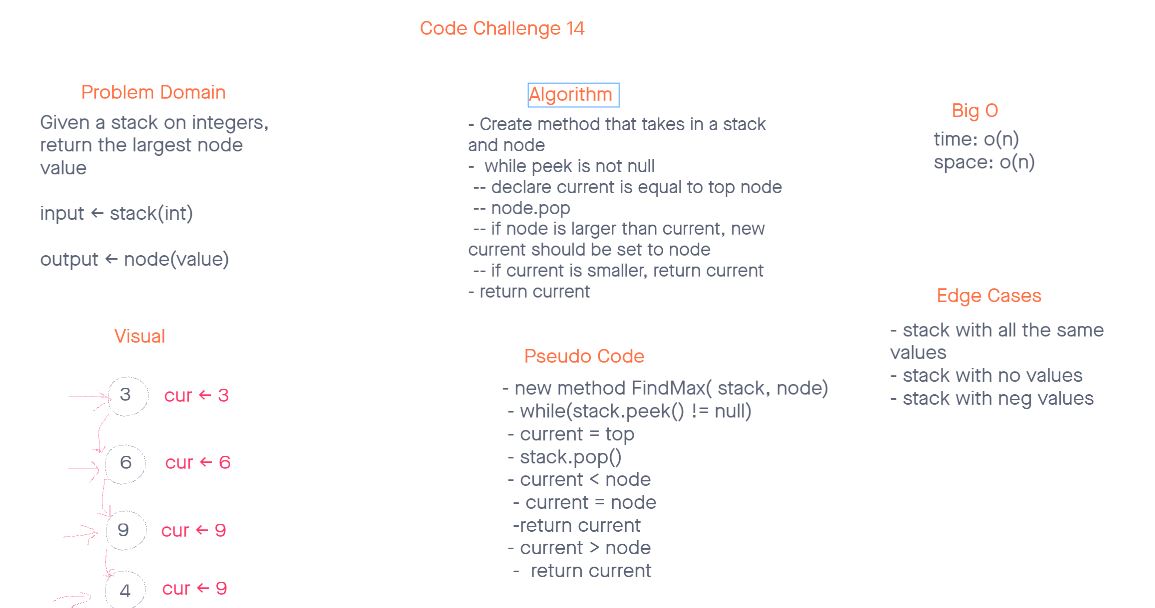 Code Challenge 14
Problem Domain
Given a stack on integers,
return the largest node
value
input ← stack(int)
output ← node(value)
Visual
3 cur ← 3
6 cur ← 6
9 cur ← 9
4 cur ← 9
Algorithm
- Create method that takes in a stack
and node
- while peek is not null
-- declare current is equal to top node
-- node.pop
-- if node is larger than current, new
current should be set to node
-- if current is smaller, return current
- return current
Pseudo Code
- new method FindMax( stack, node)
- while(stack.peek() != null)
- current = top
- stack.pop()
- current < node
- current = node
-return current
- current > node
- return current
Big O
time: o(n)
space: o(n)
Edge Cases
- stack with all the same
values
- stack with no values
- stack with neg values